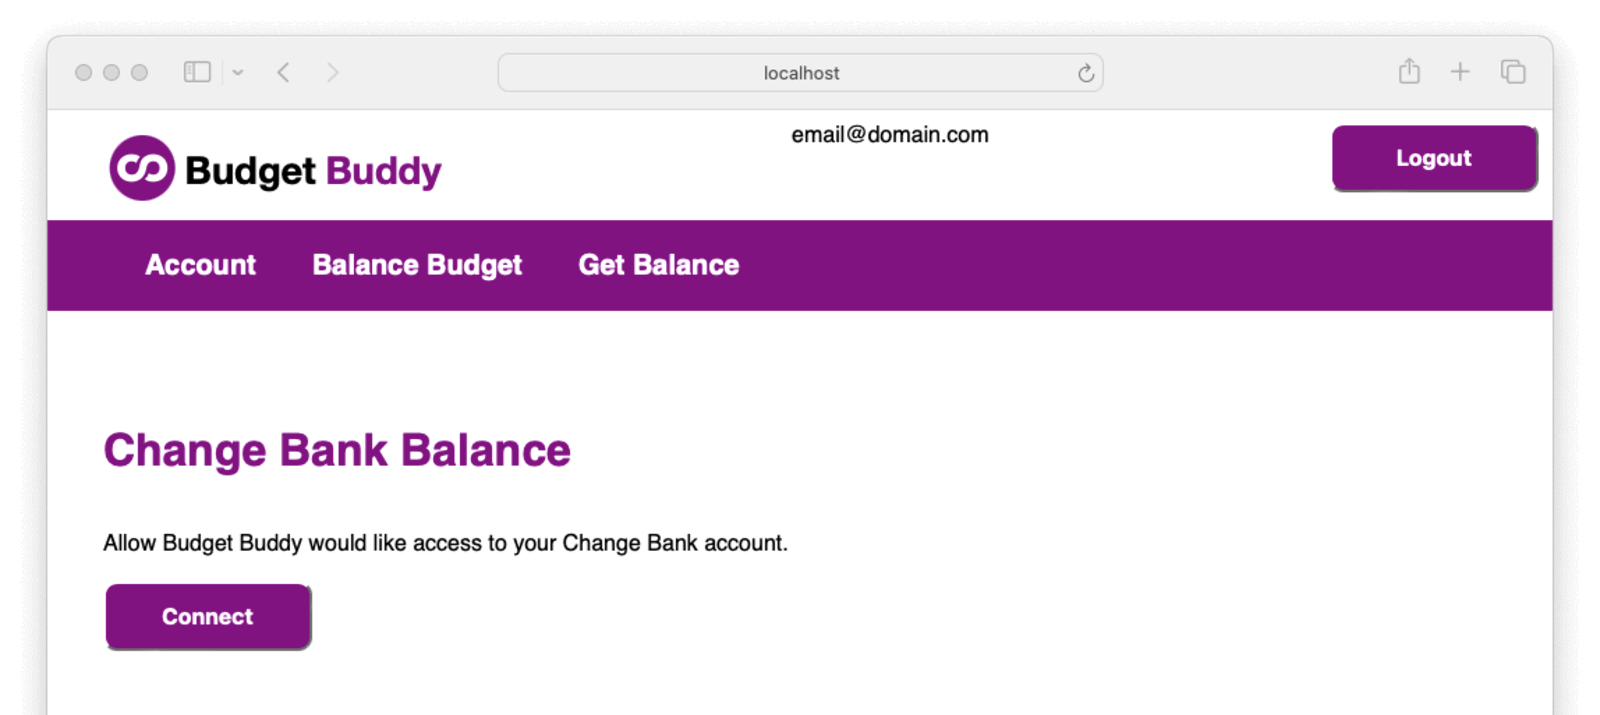 localhost
email@domain.com
Logout
Budget Buddy
Account Balance Budget Get Balance
Change Bank Balance
Allow Budget Buddy would like access to your Change Bank account.
Connect